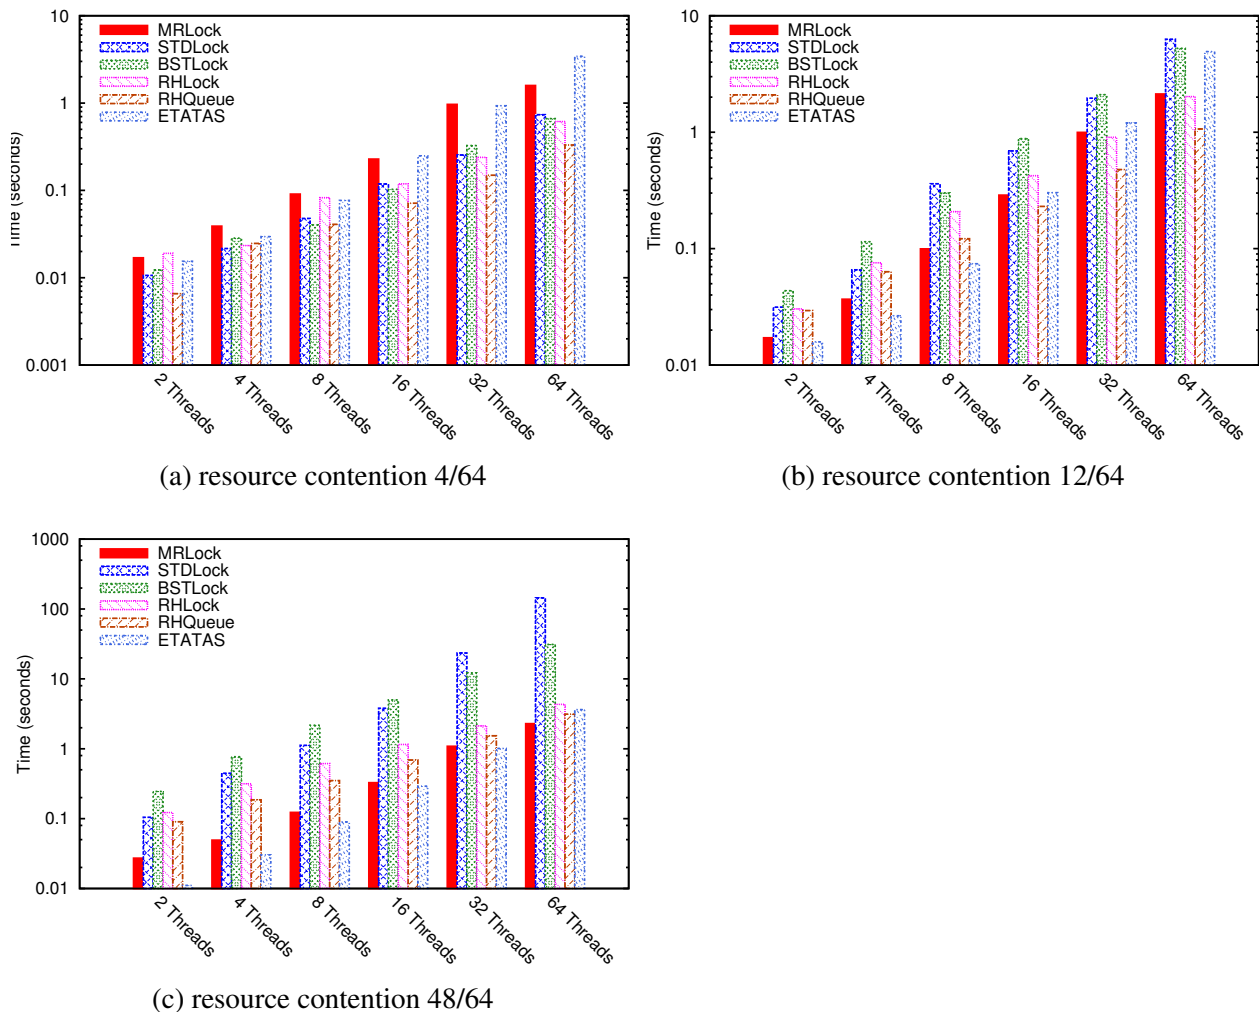 10
1
0.1
0.01
0.001
Time (seconds)
MRLock
STDLock
BSTLock
RHLock
RHQueue
ETATAS
2 Threads
4 Threads
8 Threads
16 Threads
32 Threads
64 Threads
(a) resource contention 4/64
10
1
0.1
0.01
Time (seconds)
MRLock
STDLock
BSTLock
RHLock
RHQueue
ETATAS
2 Threads
4 Threads
8 Threads
16 Threads
32 Threads
64 Threads
(b) resource contention 12/64
1000
100
10
1
0.1
0.01
Time (seconds)
MRLock
STDLock
BSTLock
RHLock
RHQueue
ETATAS
2 Threads
4 Threads
8 Threads
16 Threads
32 Threads
64 Threads
(c) resource contention 48/64